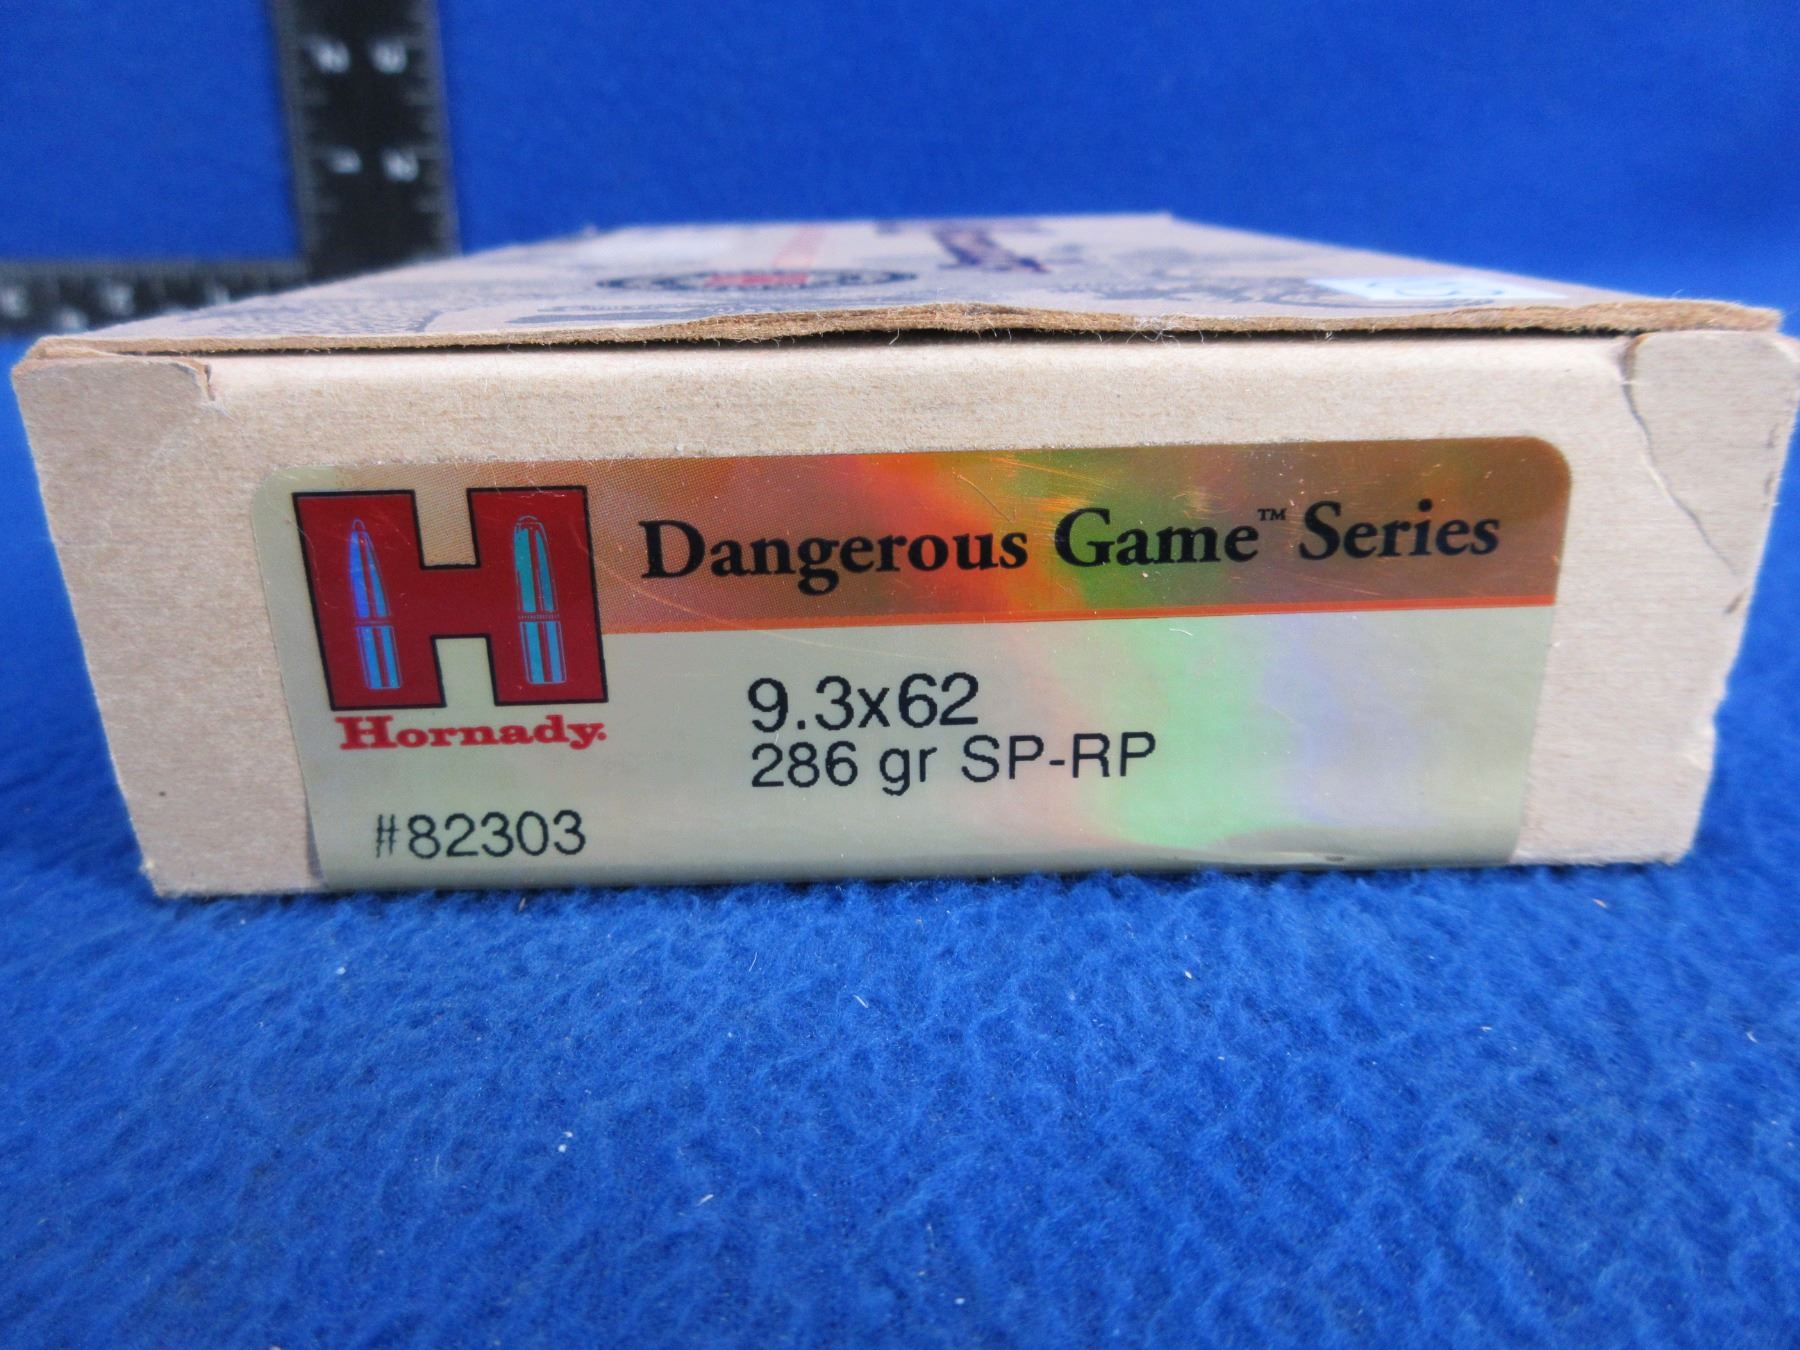 Dangerous Game™ Series
Hornady.
9.3x62
286 gr SP-RP
#82303